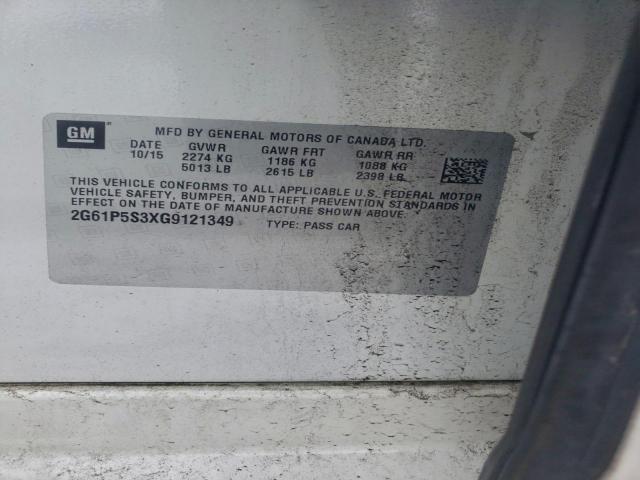 GM
MFD BY GENERAL MOTORS OF CANADA LTD.
DATE GVWR GAWR FRT GAWR RR
10/15 2274 KG 1186 KG 1088 KG
5013 LB 2615 LB 2398 LB
THIS VEHICLE CONFORMS TO ALL APPLICABLE U.S. FEDERAL MOTOR
VEHICLE SAFETY, BUMPER, AND THEFT PREVENTION STANDARDS IN
EFFECT ON THE DATE OF MANUFACTURE SHOWN ABOVE.
2G61P5S3XG9121349 TYPE: PASS CAR